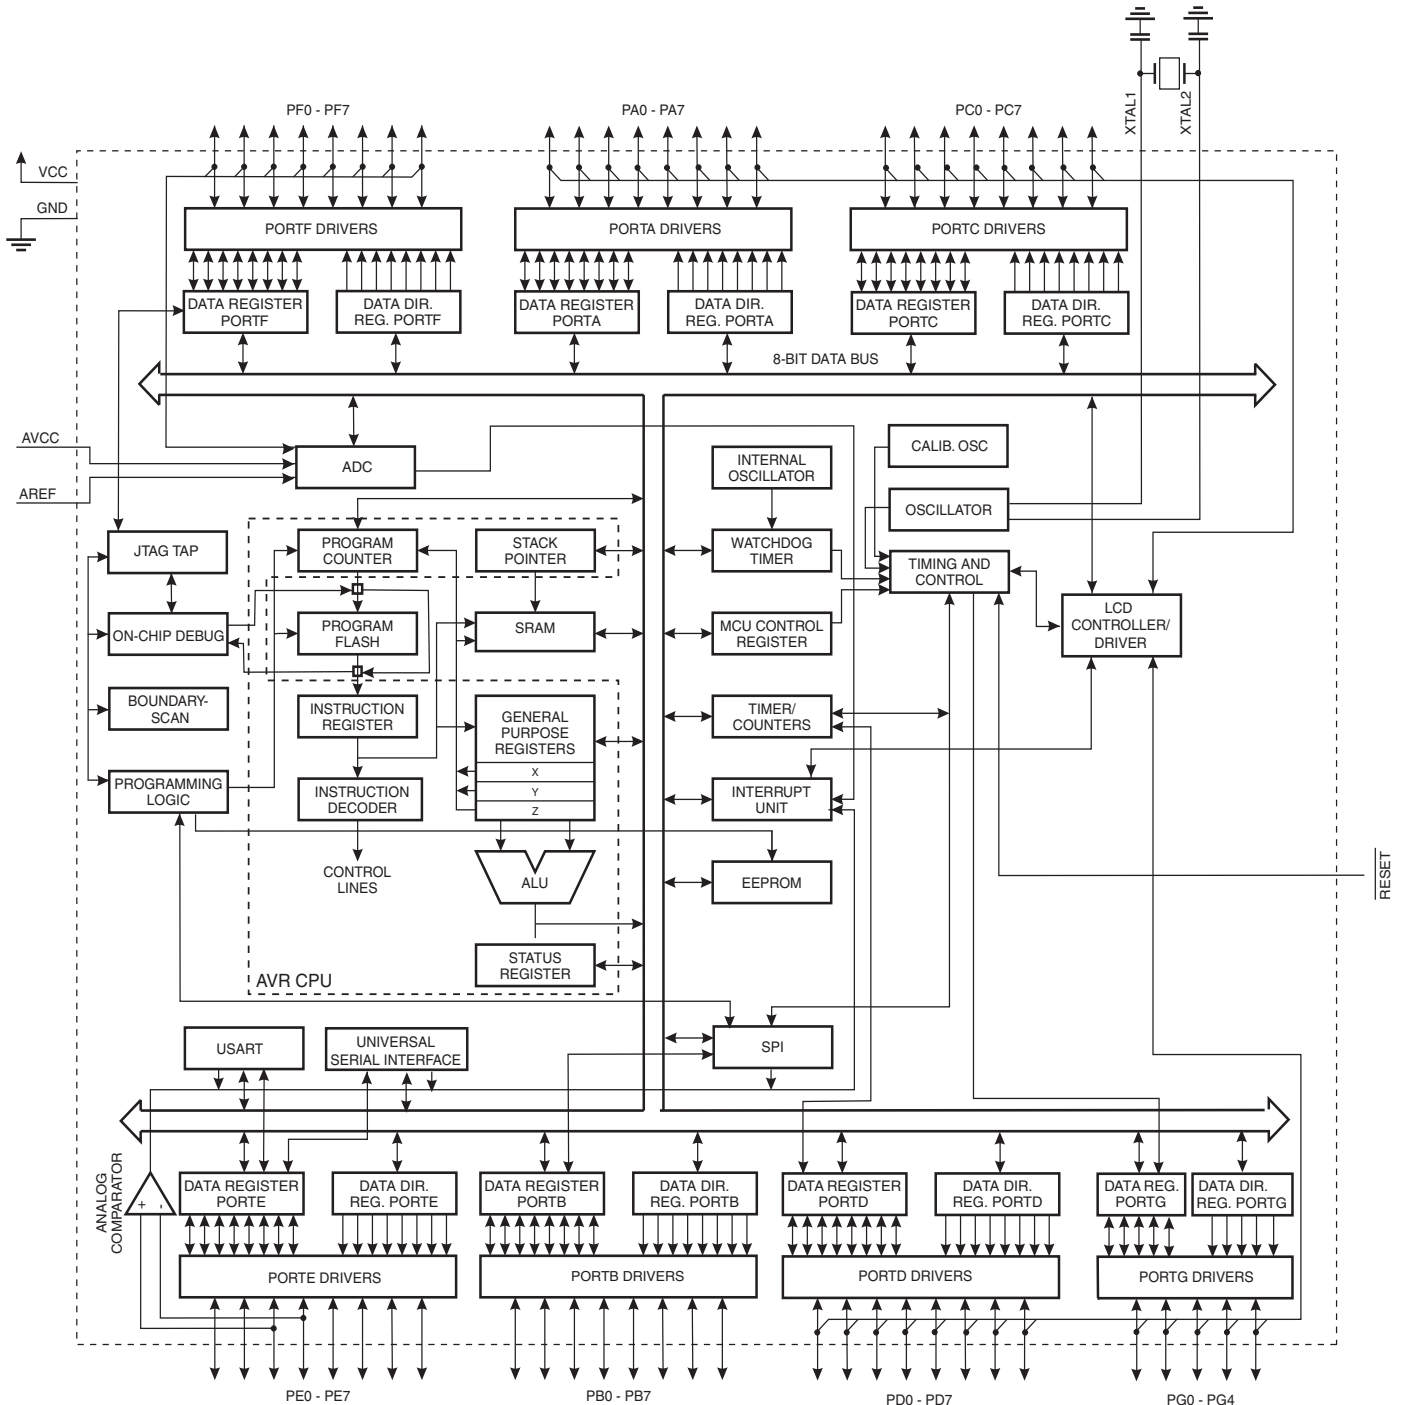 XTAL1
XTAL2
PF0 - PF7
PA0 - PA7
PC0 - PC7
VCC
GND
PORTF DRIVERS
PORTA DRIVERS
PORTC DRIVERS
DATA REGISTER
PORTF
DATA DIR.
REG. PORTF
DATA REGISTER
PORTA
DATA DIR.
REG. PORTA
DATA REGISTER
PORTC
DATA DIR.
REG. PORTC
8-BIT DATA BUS
AVCC
AREF
ADC
INTERNAL
OSCILLATOR
CALIB. OSC
OSCILLATOR
JTAG TAP
PROGRAM
COUNTER
STACK
POINTER
WATCHDOG
TIMER
TIMING AND
CONTROL
LCD
CONTROLLER/
DRIVER
ON-CHIP DEBUG
PROGRAM
FLASH
SRAM
MCU CONTROL
REGISTER
BOUNDARY-
SCAN
INSTRUCTION
REGISTER
GENERAL
PURPOSE
REGISTERS
X
Y
Z
TIMER/
COUNTERS
PROGRAMMING
LOGIC
INSTRUCTION
DECODER
INTERRUPT
UNIT
CONTROL
LINES
ALU
EEPROM
RESET
STATUS
REGISTER
AVR CPU
USART
UNIVERSAL
SERIAL INTERFACE
SPI
ANALOG
COMPARATOR
+
-
DATA REGISTER
PORTE
DATA DIR.
REG. PORTE
DATA REGISTER
PORTB
DATA DIR.
REG. PORTB
DATA REGISTER
PORTD
DATA DIR.
REG. PORTD
DATA REG.
PORTG
DATA DIR.
REG. PORTG
PORTE DRIVERS
PORTB DRIVERS
PORTD DRIVERS
PORTG DRIVERS
PE0 - PE7
PB0 - PB7
PD0 - PD7
PG0 - PG4